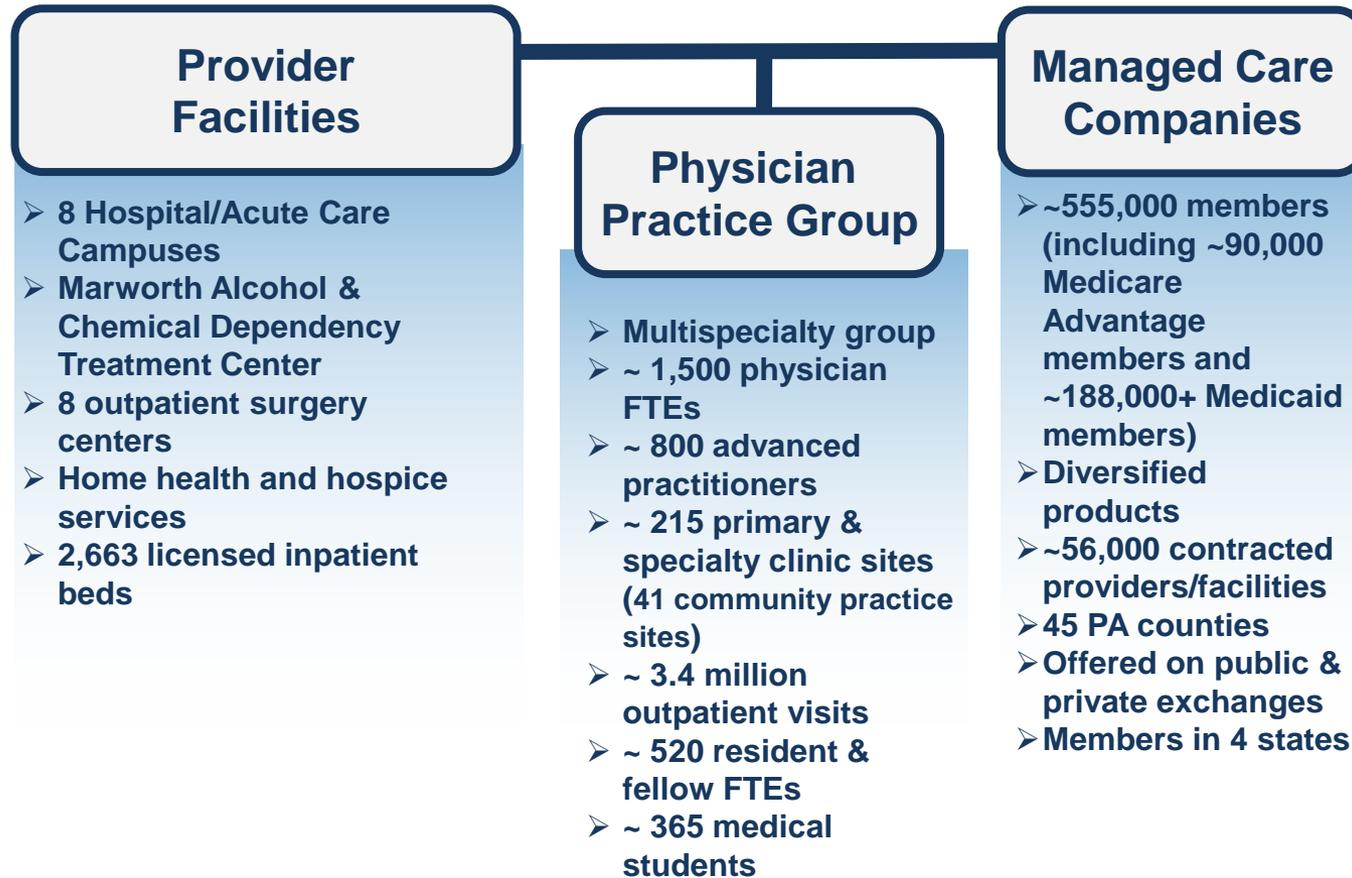 Provider
Facilities
➢ 8 Hospital/Acute Care
Campuses
➢ Marworth Alcohol &
Chemical Dependency
Treatment Center
➢ 8 outpatient surgery
centers
➢ Home health and hospice
services
➢ 2,663 licensed inpatient
beds
Physician
Practice Group
➢ Multispecialty group
➢ ~ 1,500 physician
FTEs
➢ ~ 800 advanced
practitioners
➢ ~ 215 primary &
specialty clinic sites
(41 community practice
sites)
➢ ~ 3.4 million
outpatient visits
➢ ~ 520 resident &
fellow FTEs
➢ ~ 365 medical
students
Managed Care
Companies
➢~555,000 members
(including ~90,000
Medicare
Advantage
members and
~188,000+ Medicaid
members)
➢Diversified
products
➢~56,000 contracted
providers/facilities
➢45 PA counties
➢Offered on public &
private exchanges
➢Members in 4 states